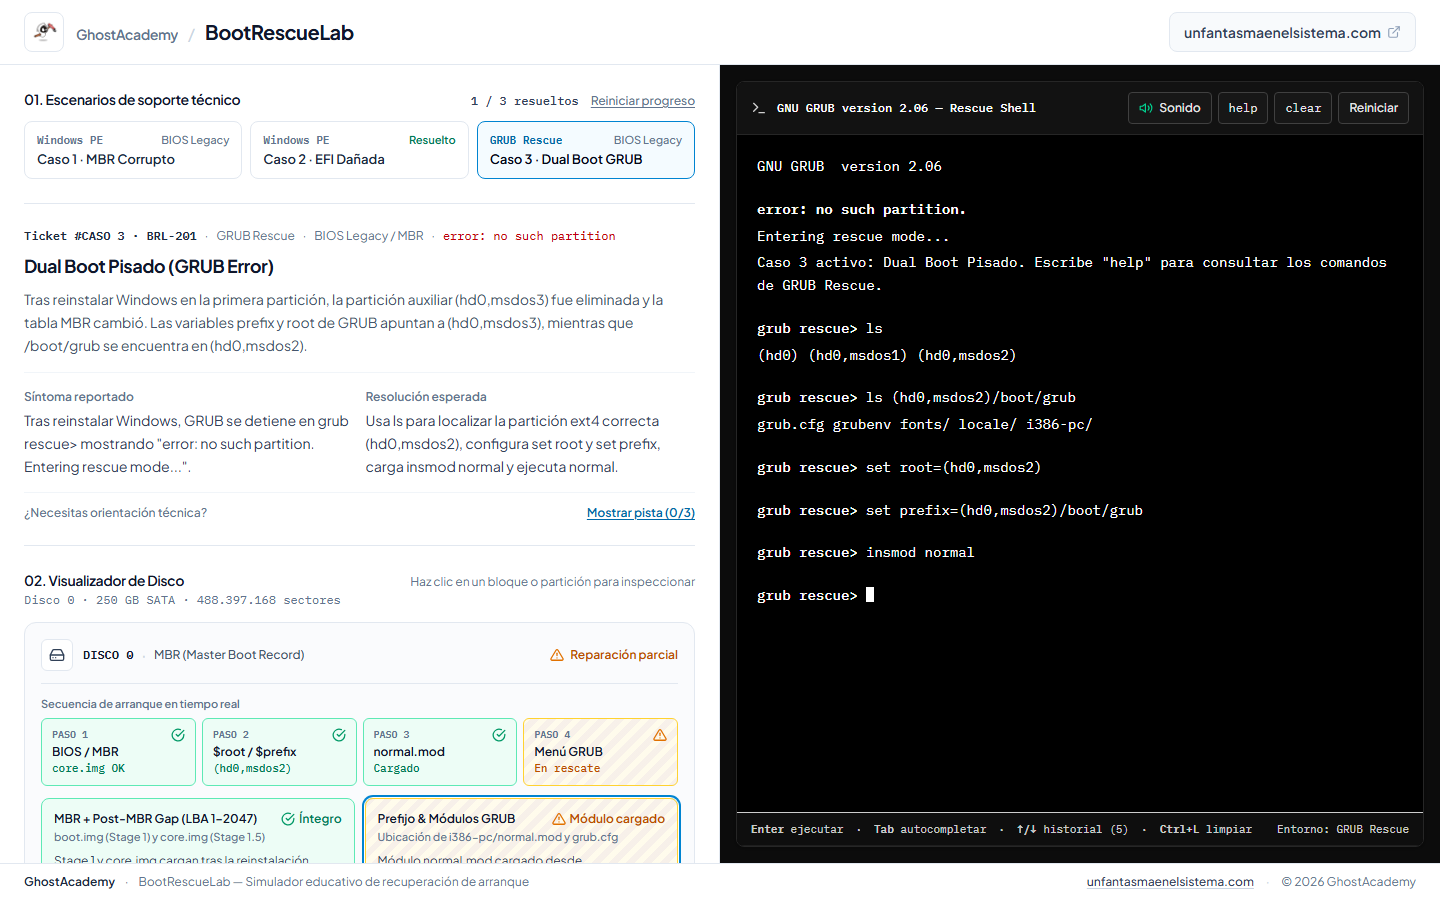 GhostAcademy / BootRescueLab
unfantasmaenelsistema.com
01. Escenarios de soporte técnico
1 / 3 resueltos Reiniciar progreso
Windows PE BIOS Legacy
Caso 1 · MBR Corrupto
Windows PE Resuelto
Caso 2 · EFI Dañada
GRUB Rescue BIOS Legacy
Caso 3 · Dual Boot GRUB
Ticket #CASO 3 · BRL-201 · GRUB Rescue · BIOS Legacy / MBR · error: no such partition
Dual Boot Pisado (GRUB Error)
Tras reinstalar Windows en la primera partición, la partición auxiliar (hd0,msdos3) fue eliminada y la
tabla MBR cambió. Las variables prefix y root de GRUB apuntan a (hd0,msdos3), mientras que
/boot/grub se encuentra en (hd0,msdos2).
Síntoma reportado
Tras reinstalar Windows, GRUB se detiene en grub
rescue> mostrando "error: no such partition.
Entering rescue mode...".
Resolución esperada
Usa ls para localizar la partición ext4 correcta
(hd0,msdos2), configura set root y set prefix,
carga insmod normal y ejecuta normal.
¿Necesitas orientación técnica?
Mostrar pista (0/3)
02. Visualizador de Disco
Haz clic en un bloque o partición para inspeccionar
Disco 0 · 250 GB SATA · 488.397.168 sectores
DISCO 0 · MBR (Master Boot Record)
Reparación parcial
Secuencia de arranque en tiempo real
PASO 1
BIOS / MBR
core.img OK
PASO 2
$root / $prefix
(hd0,msdos2)
PASO 3
normal.mod
Cargado
PASO 4
Menú GRUB
En rescate
MBR + Post-MBR Gap (LBA 1–2047) Íntegro
boot.img (Stage 1) y core.img (Stage 1.5)
Stage 1 y core.img cargan tras la reinstalación
Prefijo & Módulos GRUB Módulo cargado
Ubicación de i386-pc/normal.mod y grub.cfg
Módulo normal.mod cargado desde
GNU GRUB version 2.06 — Rescue Shell
Sonido
help
clear
Reiniciar
GNU GRUB  version 2.06
error: no such partition.
Entering rescue mode...
Caso 3 activo: Dual Boot Pisado. Escribe "help" para consultar los comandos
de GRUB Rescue.
grub rescue> ls
(hd0) (hd0,msdos1) (hd0,msdos2)
grub rescue> ls (hd0,msdos2)/boot/grub
grub.cfg grubenv fonts/ locale/ i386-pc/
grub rescue> set root=(hd0,msdos2)
grub rescue> set prefix=(hd0,msdos2)/boot/grub
grub rescue> insmod normal
grub rescue>
Enter ejecutar · Tab autocompletar · ↑/↓ historial (5) · Ctrl+L limpiar
Entorno: GRUB Rescue
GhostAcademy · BootRescueLab — Simulador educativo de recuperación de arranque
unfantasmaenelsistema.com · © 2026 GhostAcademy